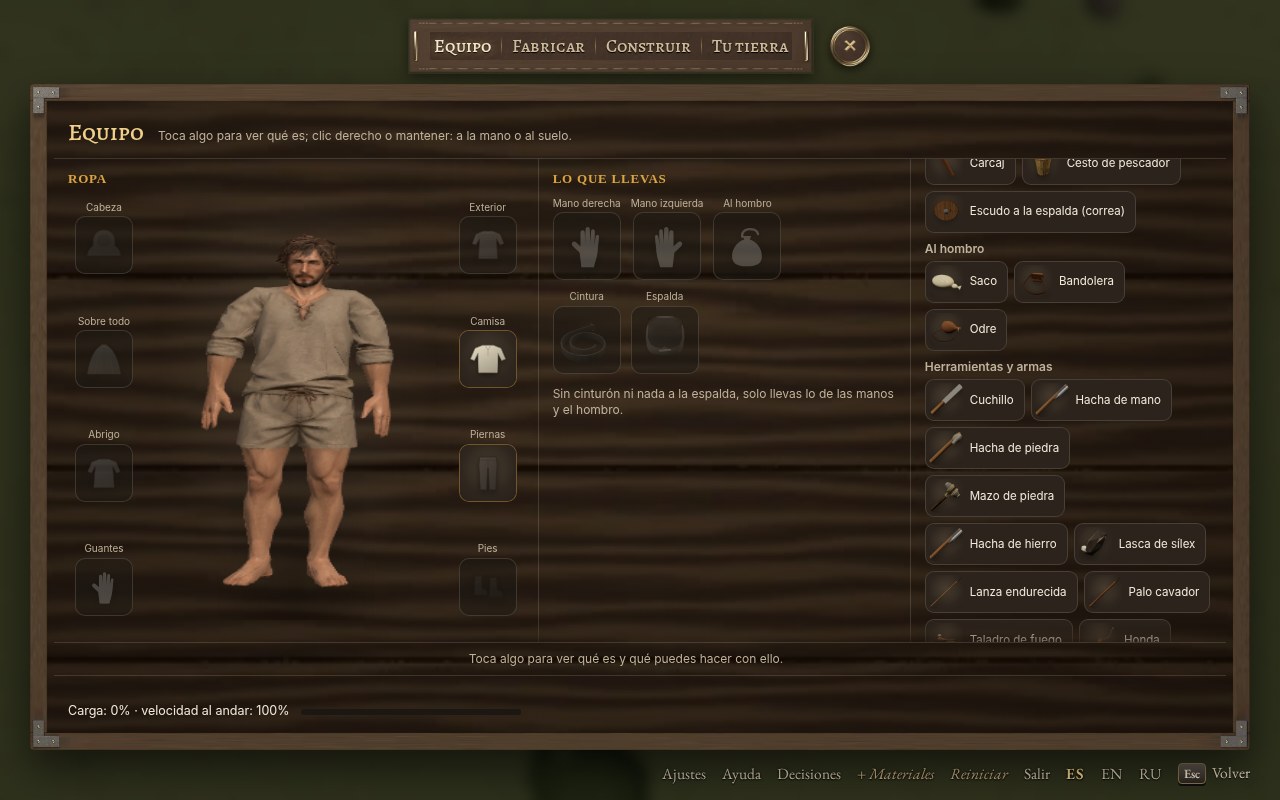 Equipo Fabricar Construir Tu tierra ×
Equipo Toca algo para ver qué es; clic derecho o mantener: a la mano o al suelo.
ROPA
Cabeza
Exterior
Sobre todo
Camisa
Abrigo
Piernas
Guantes
Pies
LO QUE LLEVAS
Mano derecha Mano izquierda Al hombro
Cintura Espalda
Sin cinturón ni nada a la espalda, solo llevas lo de las manos
y el hombro.
Carcaj Cesto de pescador
Escudo a la espalda (correa)
Al hombro
Saco Bandolera
Odre
Herramientas y armas
Cuchillo Hacha de mano
Hacha de piedra
Mazo de piedra
Hacha de hierro Lasca de sílex
Lanza endurecida Palo cavador
Taladro de fuego Honda
Toca algo para ver qué es y qué puedes hacer con ello.
Carga: 0% · velocidad al andar: 100%
Ajustes Ayuda Decisiones + Materiales Reiniciar Salir ES EN RU Esc Volver